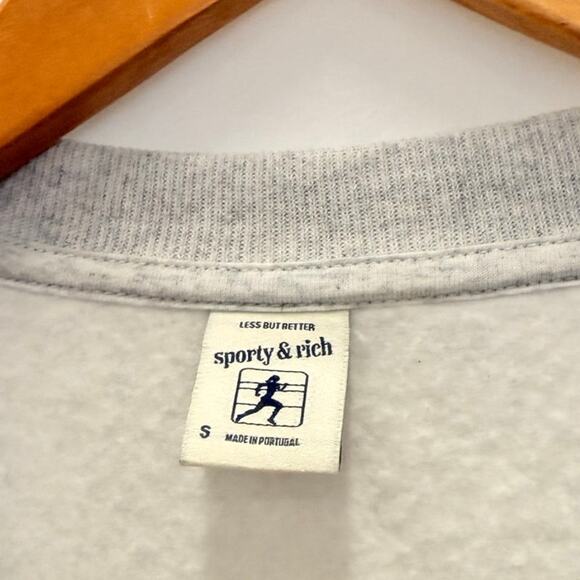 LESS BUT BETTER
sporty & rich
S
MADE IN PORTUGAL